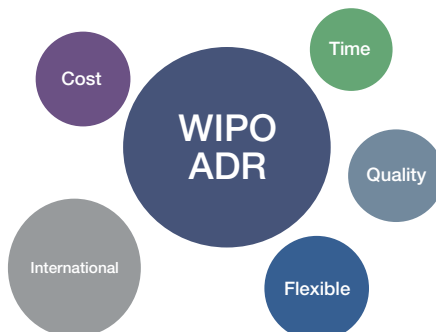 Time
Cost
WIPO
ADR
Quality
International
Flexible